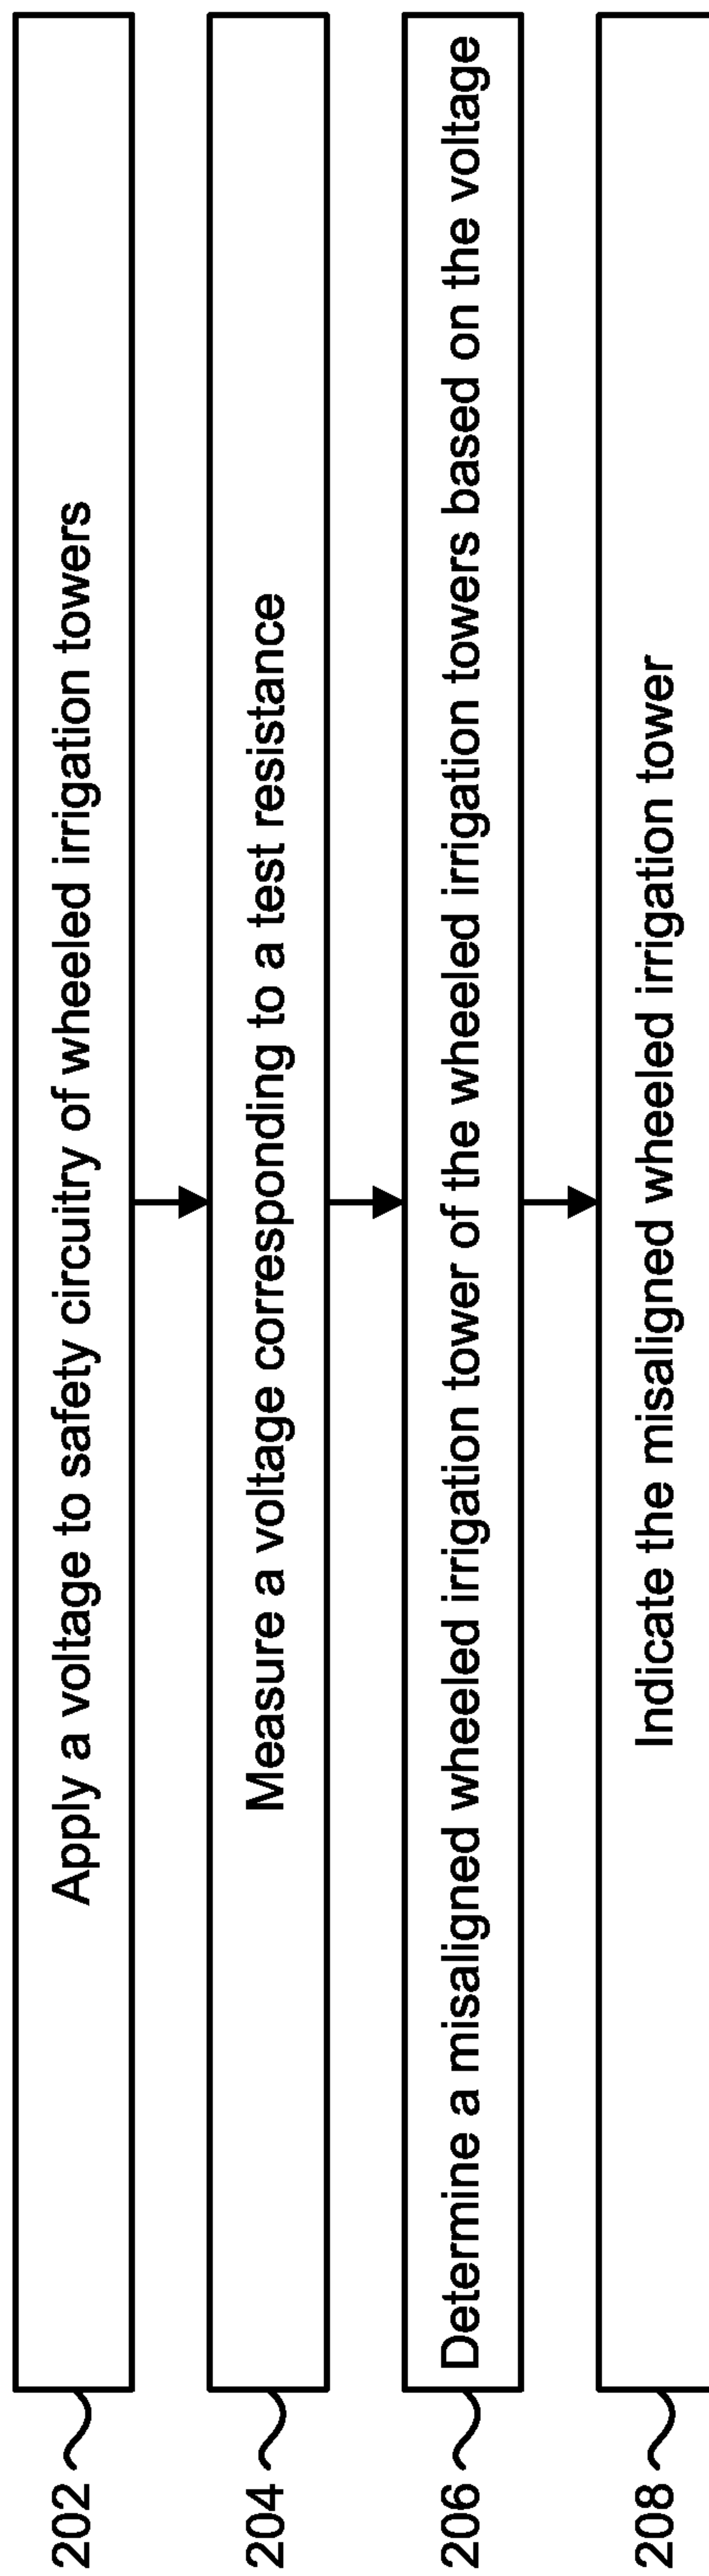 202
Apply a voltage to safety circuitry of wheeled irrigation towers
204
Measure a voltage corresponding to a test resistance
206
Determine a misaligned wheeled irrigation tower of the wheeled irrigation towers based on the voltage
208
Indicate the misaligned wheeled irrigation tower